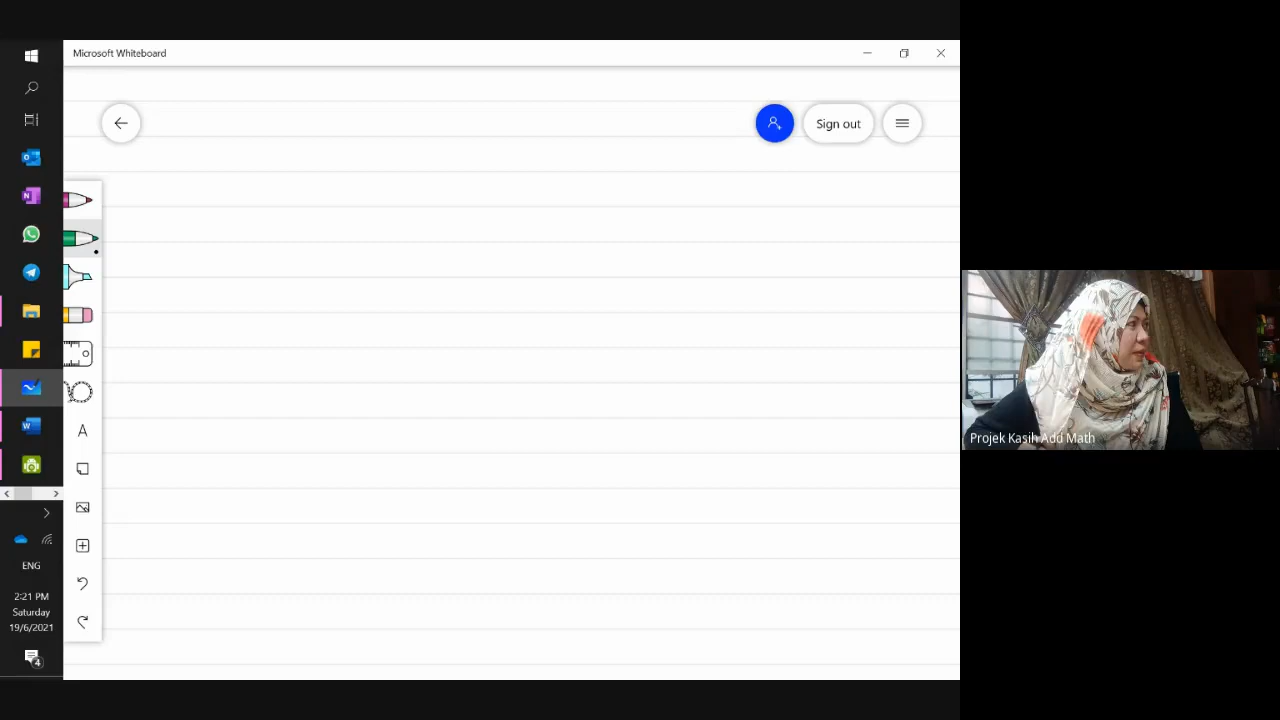 Microsoft Whiteboard
Sign out
A
ENG
2:21 PM
Saturday
19/6/2021
4
Projek Kasih Add Math